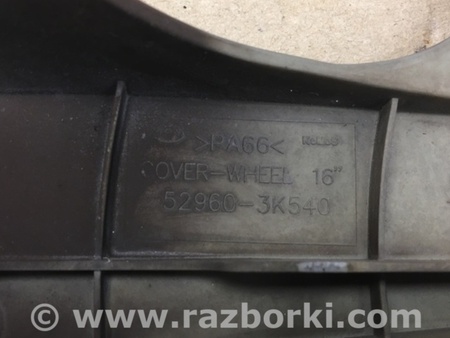 >PA66<
COVER-WHEEL 16"
52960-3K540
© www.razborki.com